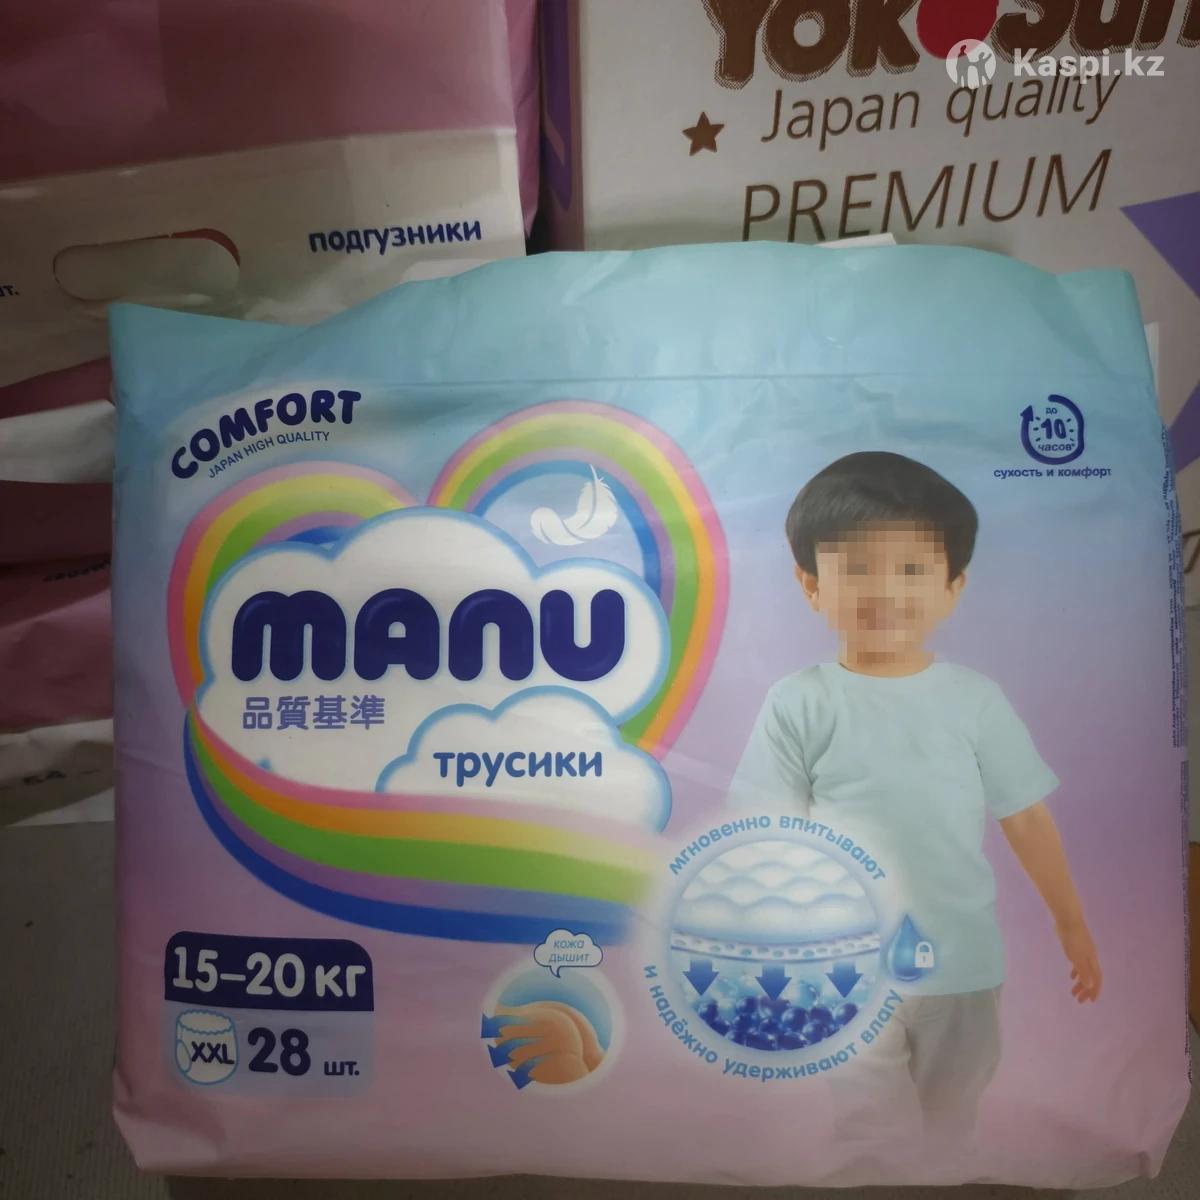 YokoSun
Kaspi.kz
Japan quality
PREMIUM
подгузники
шт.
COMFORT
JAPAN HIGH QUALITY
до
10
часов*
сухость и комфорт
manu
品質基準
трусики
мгновенно впитывают
и надёжно удерживают влагу
кожа
дышит
15–20 кг
XXL
28 шт.